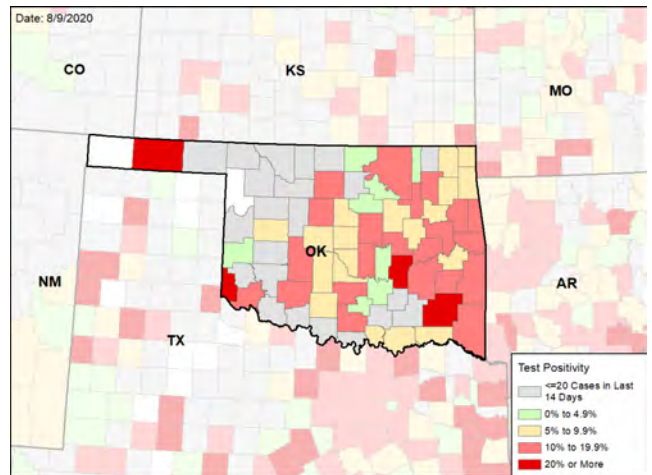 Date: 8/9/2020
CO
KS
MO
OK
NM
AR
TX
Test Positivity
<=20 Cases in Last
14 Days
0% to 4.9%
5% to 9.9%
10% to 19.9%
20% or More